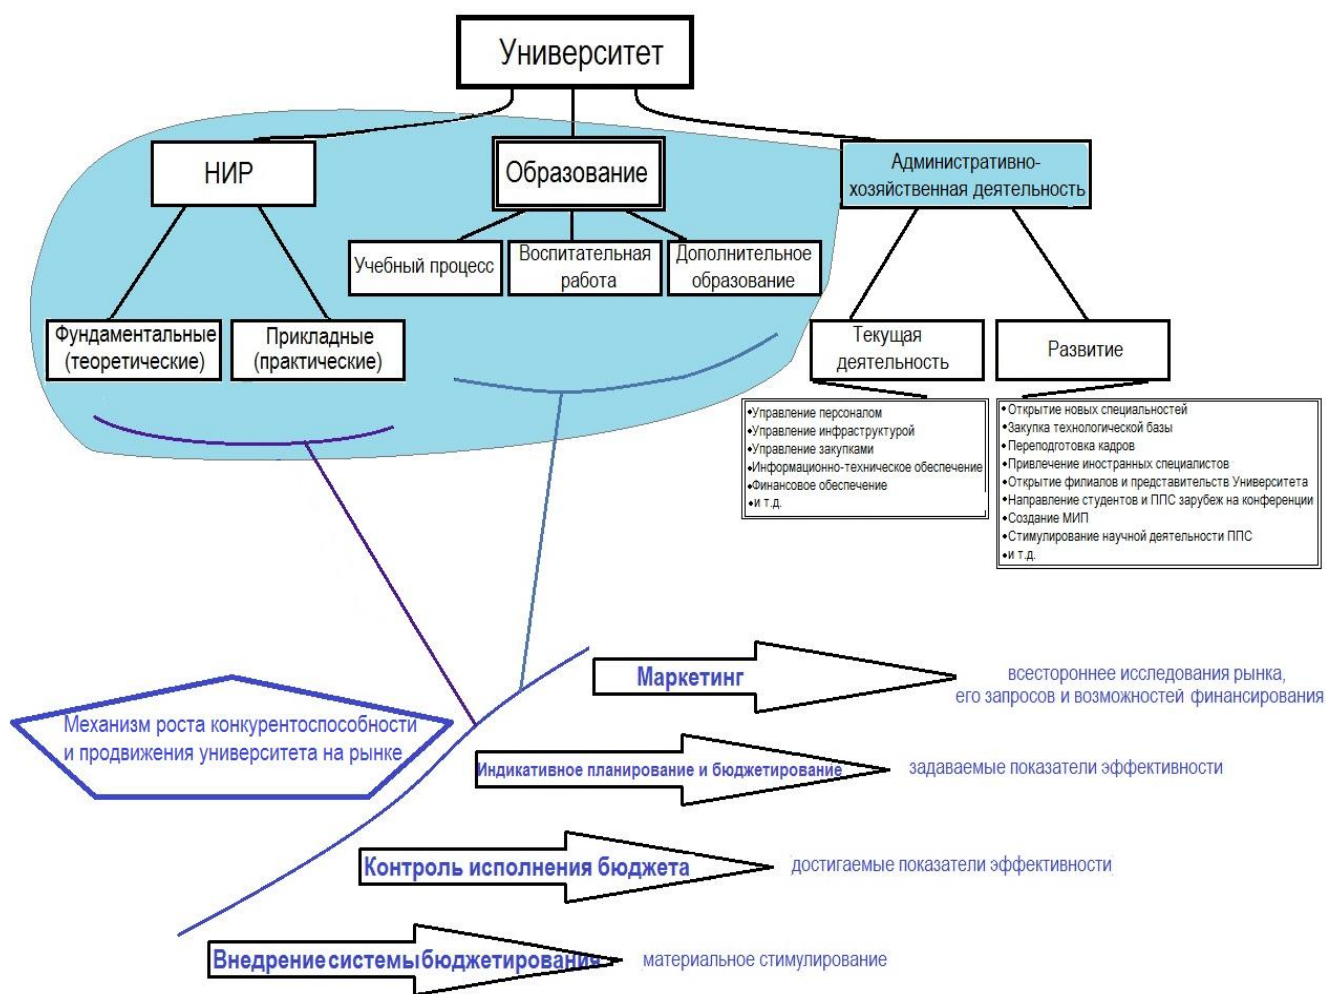 Университет
НИР
Образование
Административно-
хозяйственная деятельность
Учебный процесс
Воспитательная
работа
Дополнительное
образование
Фундаментальные
(теоретические)
Прикладные
(практические)
Текущая
деятельность
Развитие
•Управление персоналом
•Управление инфраструктурой
•Управление закупками
•Информационно-техническое обеспечение
•Финансовое обеспечение
•и т.д.
•Открытие новых специальностей
•Закупка технологической базы
•Переподготовка кадров
•Привлечение иностранных специалистов
•Открытие филиалов и представительств Университета
•Направление студентов и ППС зарубеж на конференции
•Создание МИП
•Стимулирование научной деятельности ППС
•и т.д.
Механизм роста конкурентоспособности
и продвижения университета на рынке
Маркетинг
всестороннее исследования рынка,
его запросов и возможностей финансирования
Индикативное планирование и бюджетирование
задаваемые показатели эффективности
Контроль исполнения бюджета
достигаемые показатели эффективности
Внедрение системы бюджетирования
материальное стимулирование